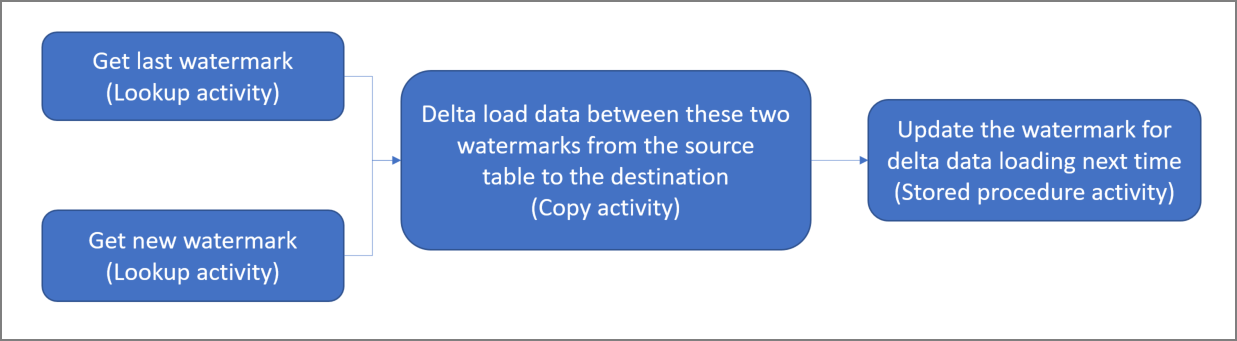 Get last watermark
(Lookup activity)
Get new watermark
(Lookup activity)
Delta load data between these two
watermarks from the source
table to the destination
(Copy activity)
Update the watermark for
delta data loading next time
(Stored procedure activity)